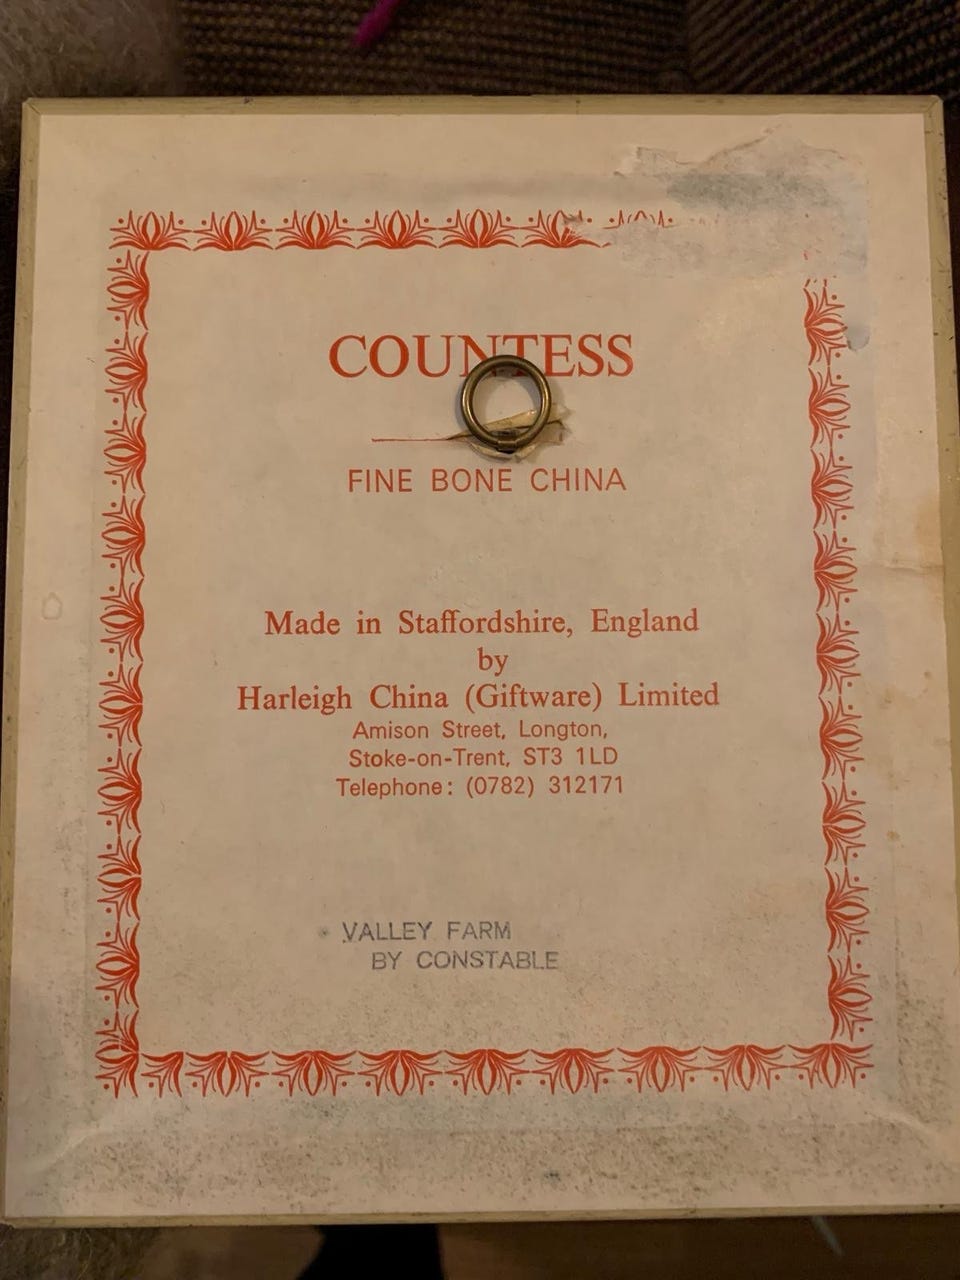 COUNTESS
FINE BONE CHINA
Made in Staffordshire, England
by
Harleigh China (Giftware) Limited
Amison Street, Longton,
Stoke-on-Trent, ST3 1LD
Telephone: (0782) 312171
VALLEY FARM
BY CONSTABLE